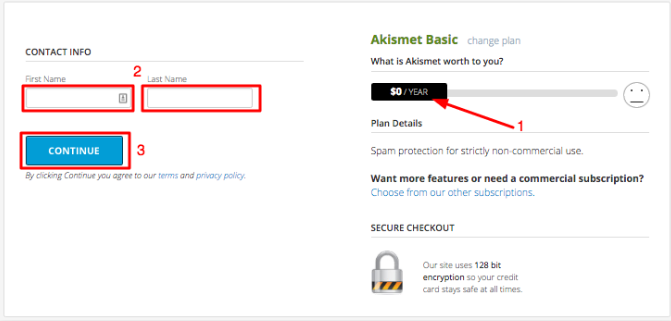 CONTACT INFO
First Name
2
Last Name
CONTINUE
3
By clicking Continue you agree to our terms and privacy policy.
Akismet Basic change plan
What is Akismet worth to you?
$0 / YEAR
1
Plan Details
Spam protection for strictly non-commercial use.
Want more features or need a commercial subscription?
Choose from our other subscriptions.
SECURE CHECKOUT
Our site uses 128 bit
encryption so your credit
card stays safe at all times.